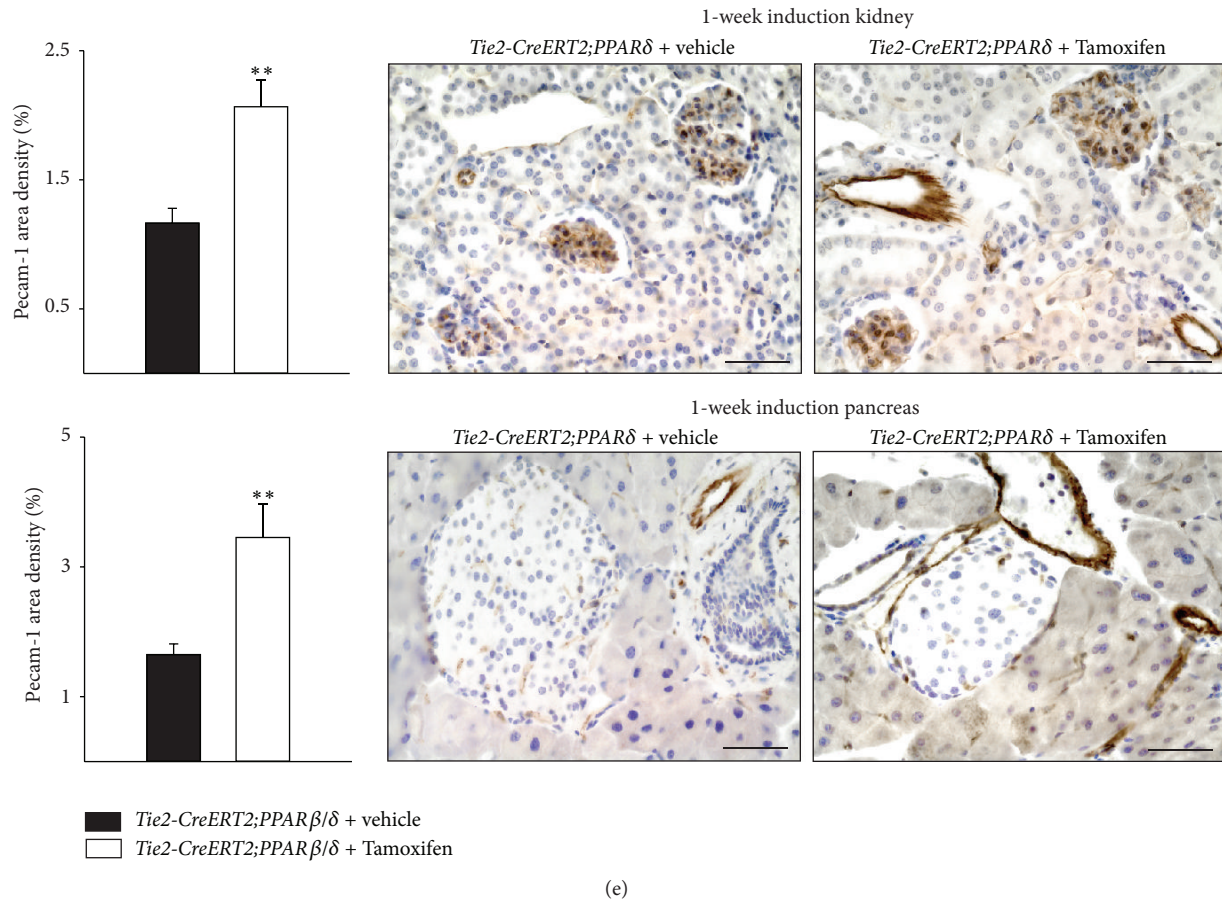 1-week induction kidney
Tie2-CreERT2;PPARδ + vehicle
Tie2-CreERT2;PPARδ + Tamoxifen
Pecam-1 area density (%)
2.5
1.5
0.5
**
1-week induction pancreas
Tie2-CreERT2;PPARδ + vehicle
Tie2-CreERT2;PPARδ + Tamoxifen
Pecam-1 area density (%)
5
3
1
**
Tie2-CreERT2;PPARβ/δ + vehicle
Tie2-CreERT2;PPARβ/δ + Tamoxifen
(e)